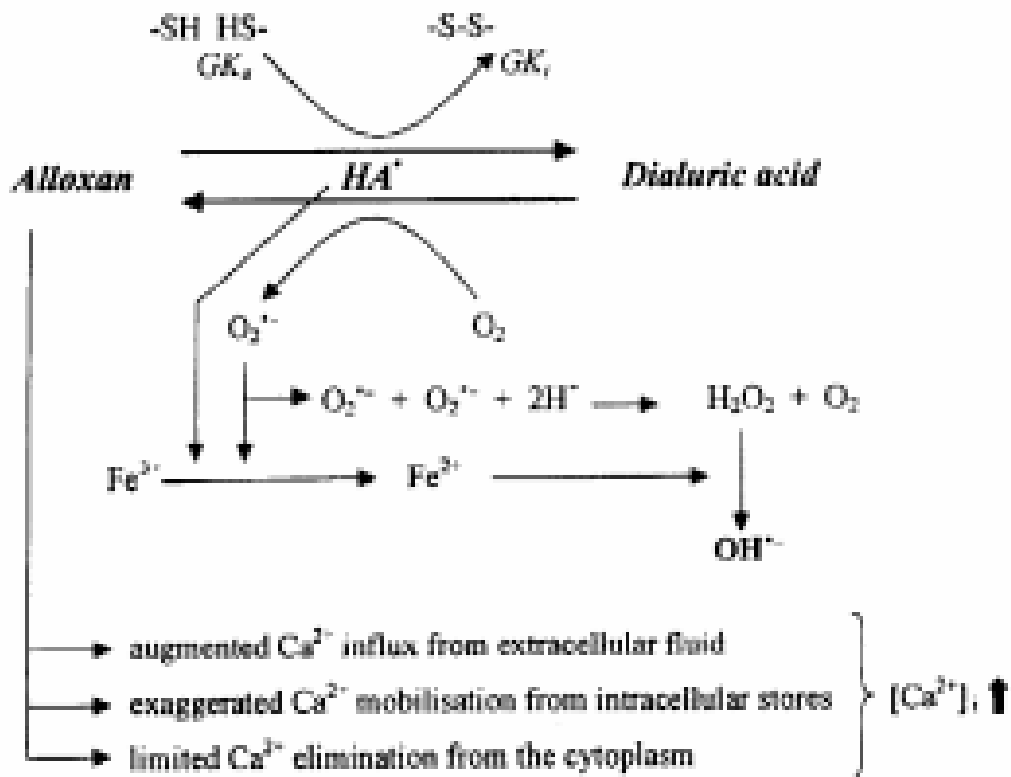 -SH HS- -S-S-
GKₐ GKᵢ
Alloxan HA• Dialuric acid
O₂•⁻ O₂
O₂•⁻ + O₂•⁻ + 2H⁺ H₂O₂ + O₂
Fe³⁺ Fe²⁺
OH•⁻
augmented Ca²⁺ influx from extracellular fluid
exaggerated Ca²⁺ mobilisation from intracellular stores } [Ca²⁺]ᵢ
limited Ca²⁺ elimination from the cytoplasm